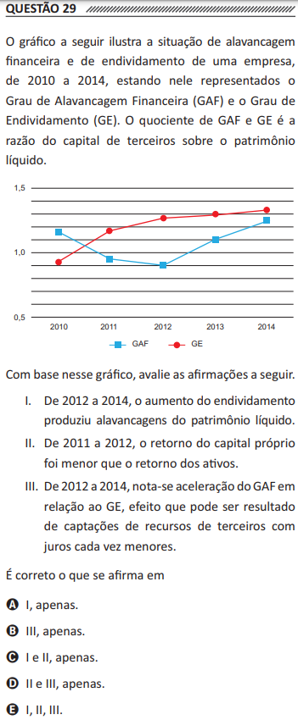 QUESTÃO 29
O gráfico a seguir ilustra a situação de alavancagem
financeira e de endividamento de uma empresa,
de 2010 a 2014, estando nele representados o
Grau de Alavancagem Financeira (GAF) e o Grau de
Endividamento (GE). O quociente de GAF e GE é a
razão do capital de terceiros sobre o patrimônio
líquido.
1,5
1,0
0,5
2010 2011 2012 2013 2014
GAF GE
Com base nesse gráfico, avalie as afirmações a seguir.
I. De 2012 a 2014, o aumento do endividamento
produziu alavancagens do patrimônio líquido.
II. De 2011 a 2012, o retorno do capital próprio
foi menor que o retorno dos ativos.
III. De 2012 a 2014, nota-se aceleração do GAF em
relação ao GE, efeito que pode ser resultado
de captações de recursos de terceiros com
juros cada vez menores.
É correto o que se afirma em
A I, apenas.
B III, apenas.
C I e II, apenas.
D II e III, apenas.
E I, II, III.